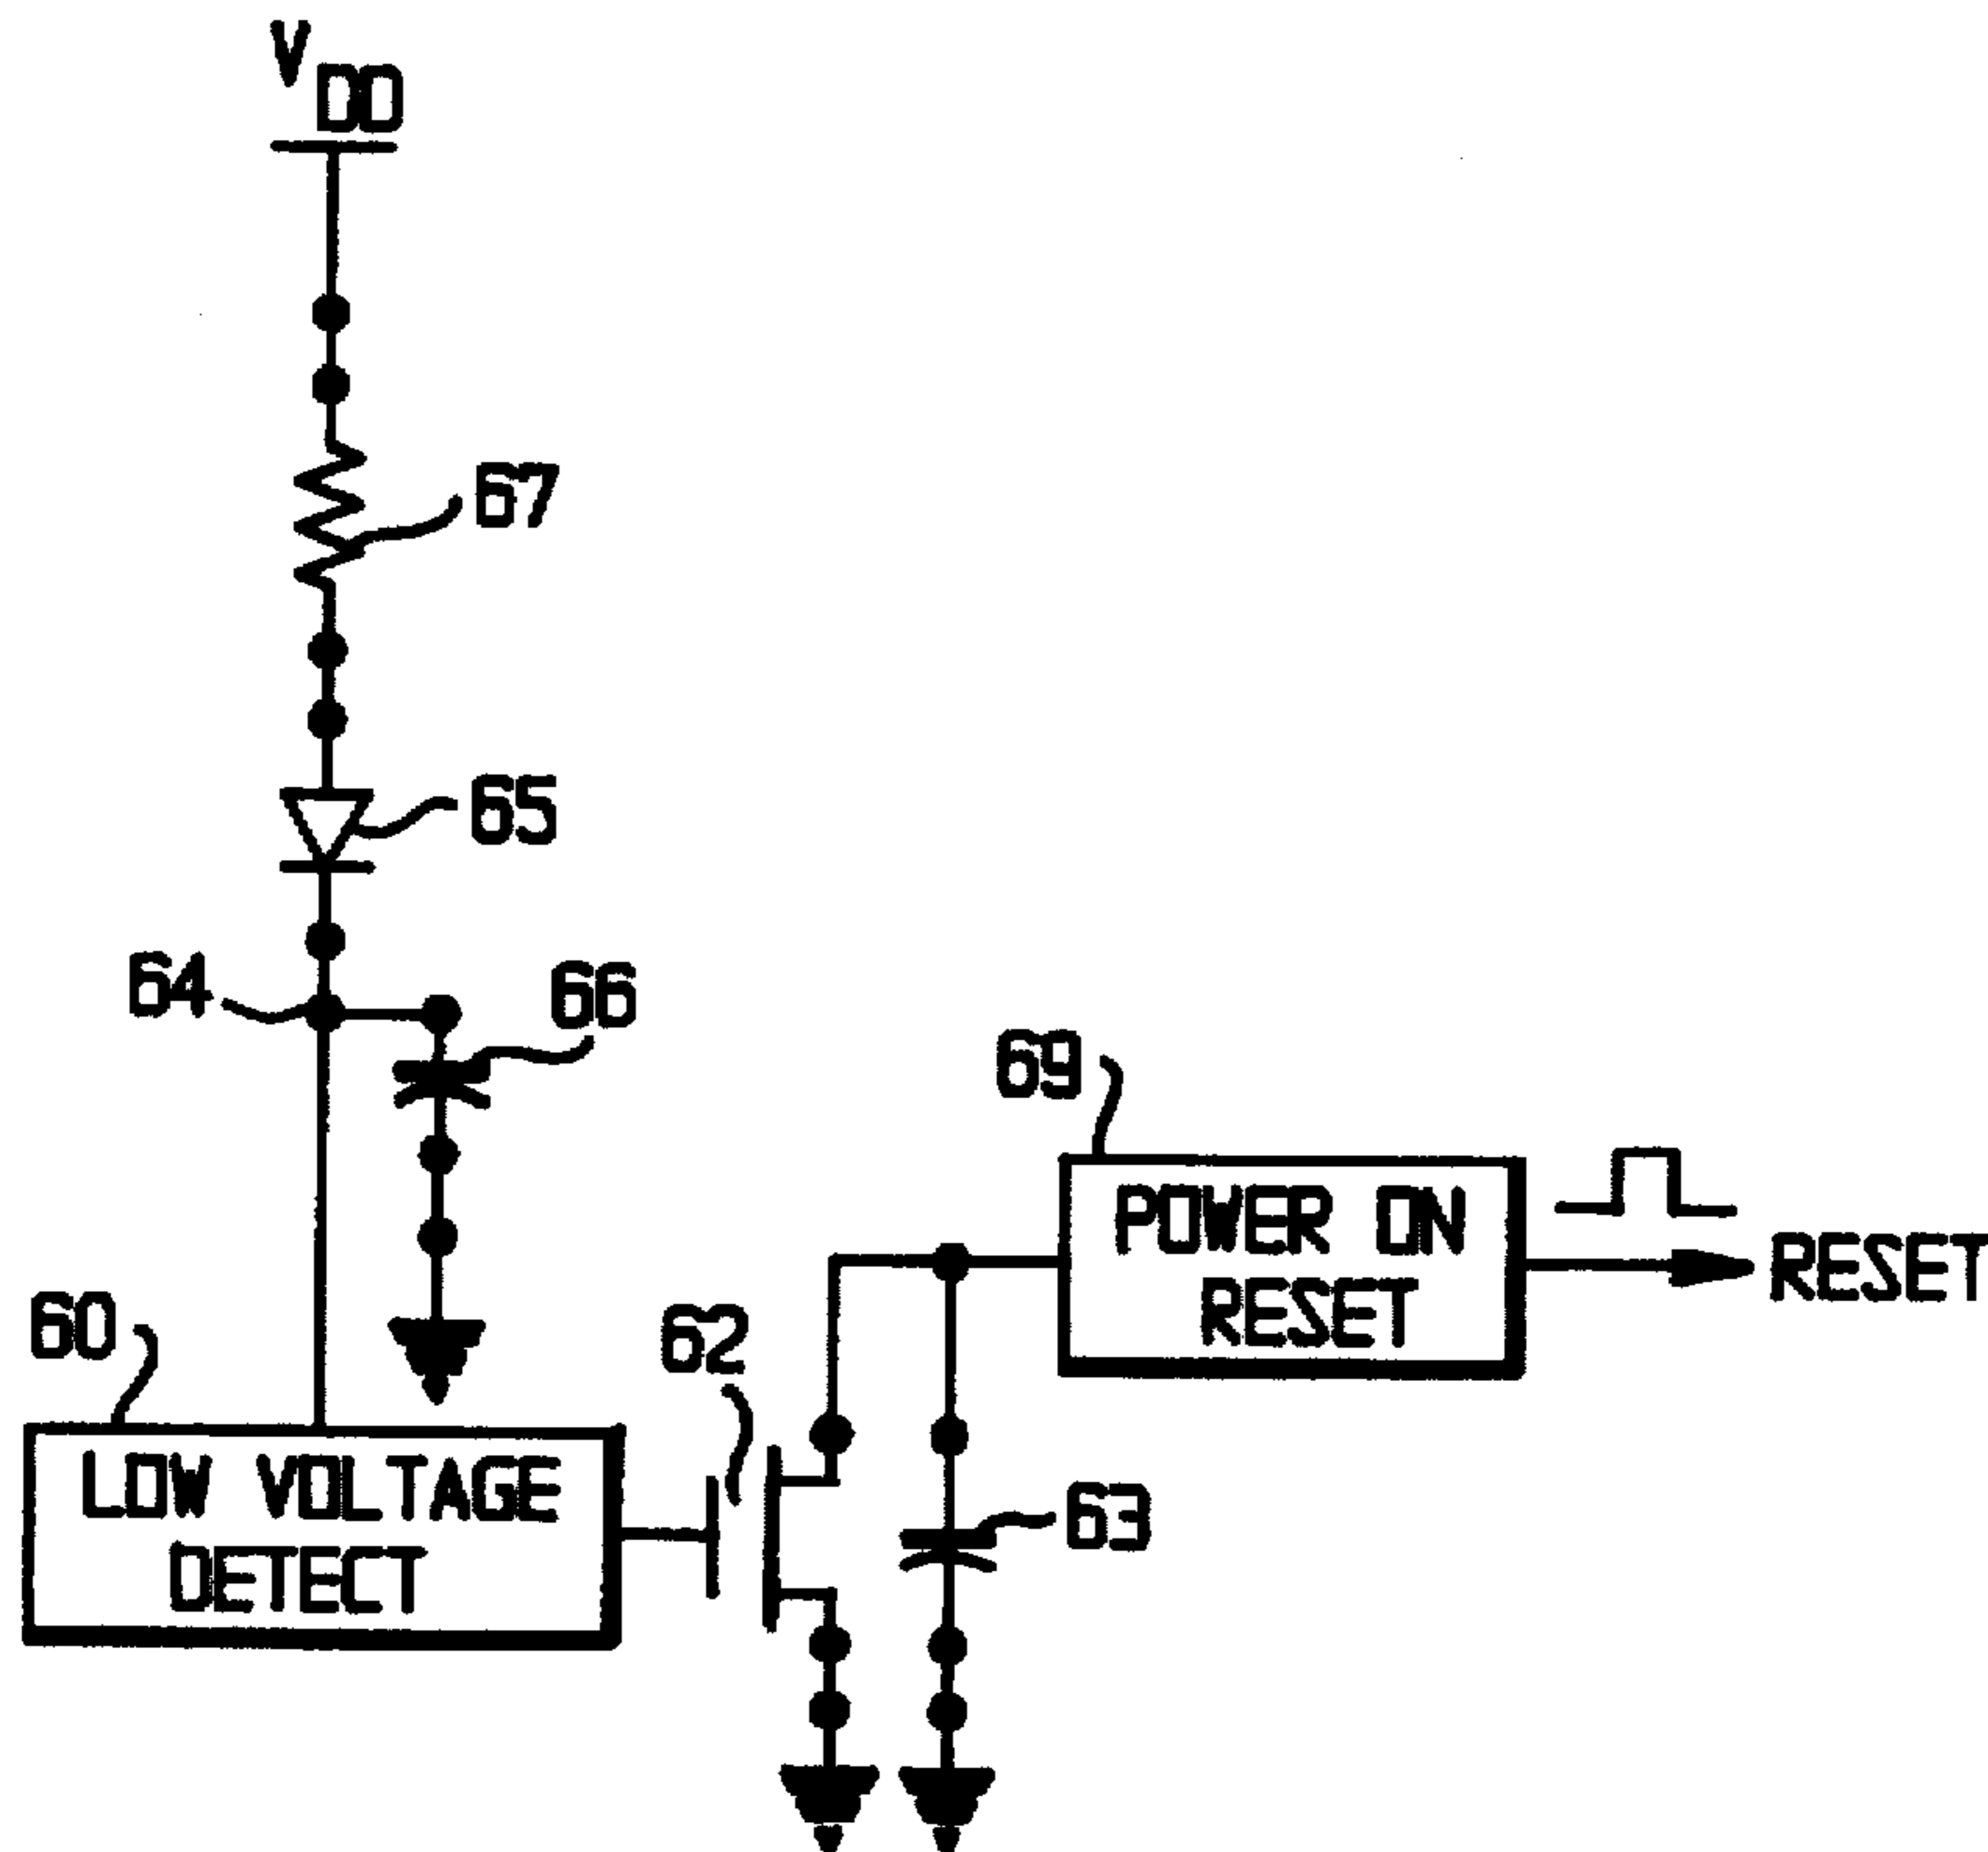 VDD
67
65
64
66
69
POWER ON
RESET
RESET
60
62
LOW VOLTAGE
DETECT
63